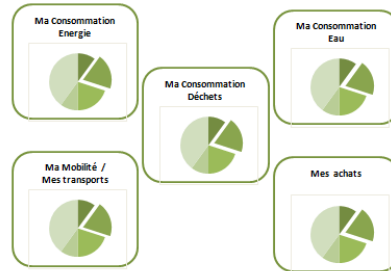 Ma Consommation
Energie
Ma Consommation
Eau
Ma Consommation
Déchets
Ma Mobilité /
Mes transports
Mes achats